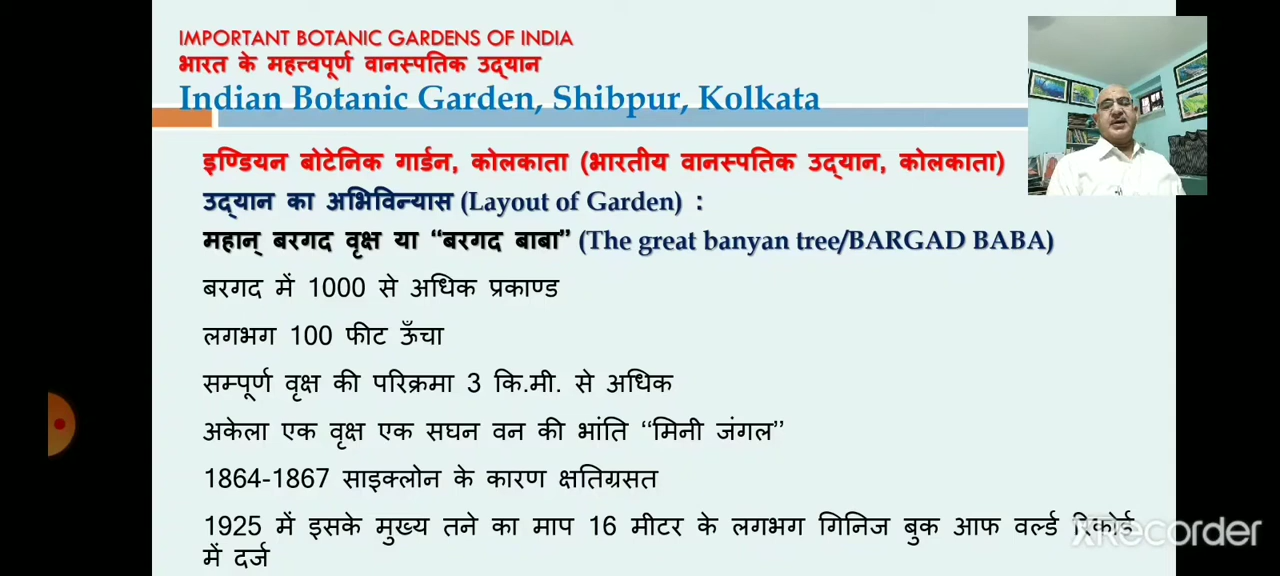 IMPORTANT BOTANIC GARDENS OF INDIA
भारत के महत्त्वपूर्ण वानस्पतिक उद्यान
Indian Botanic Garden, Shibpur, Kolkata
इण्डियन बोटेनिक गार्डन, कोलकाता (भारतीय वानस्पतिक उद्यान, कोलकाता)
उद्यान का अभिविन्यास (Layout of Garden) :
महान् बरगद वृक्ष या “बरगद बाबा” (The great banyan tree/BARGAD BABA)
बरगद में 1000 से अधिक प्रकाण्ड
लगभग 100 फीट ऊँचा
सम्पूर्ण वृक्ष की परिक्रमा 3 कि.मी. से अधिक
अकेला एक वृक्ष एक सघन वन की भांति “मिनी जंगल”
1864-1867 साइक्लोन के कारण क्षतिग्रसत
1925 में इसके मुख्य तने का माप 16 मीटर के लगभग गिनिज बुक आफ वर्ल्ड रिकोर्ड
में दर्ज
XRecorder